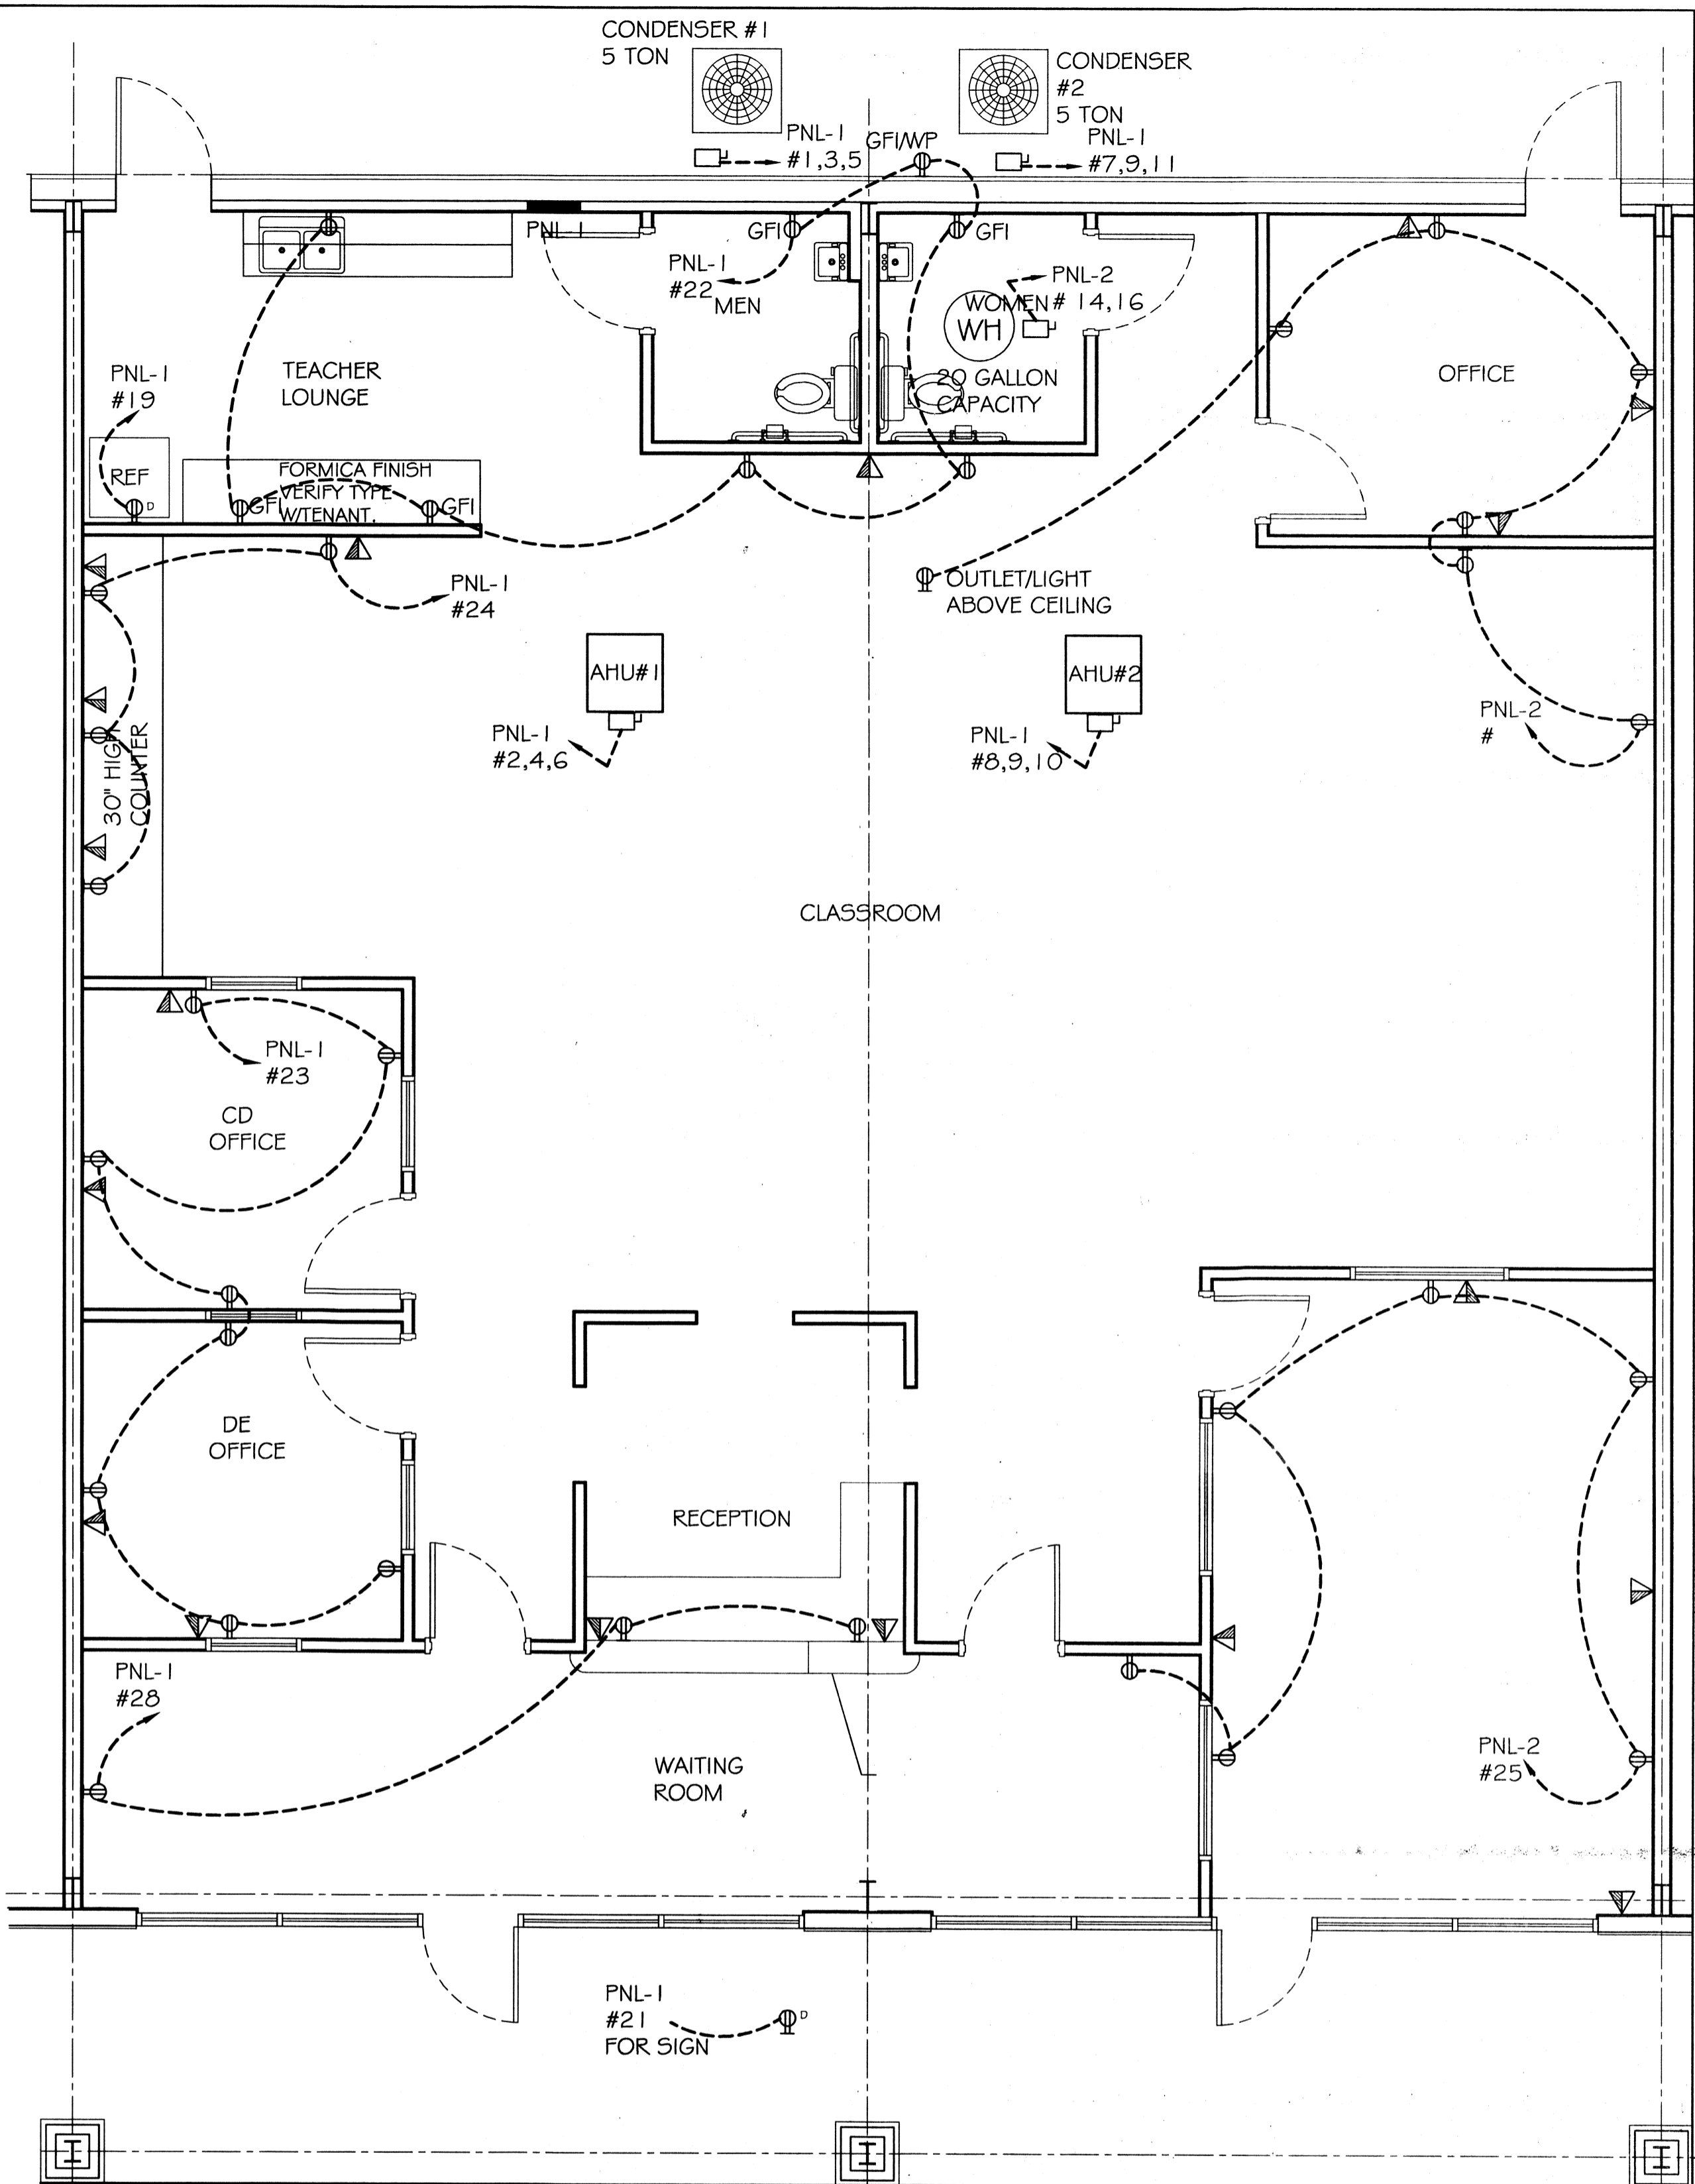 CONDENSER #1
5 TON
CONDENSER
#2
5 TON
PNL-1
#1,3,5
GFI/WP
PNL-1
#7,9,11
PNL-1
GFI
GFI
PNL-1
#22
MEN
PNL-2
# 14,16
WOMEN
WH
20 GALLON
CAPACITY
TEACHER
LOUNGE
OFFICE
PNL-1
#19
REF
D
FORMICA FINISH
VERIFY TYPE
W/TENANT.
GFI
GFI
PNL-1
#24
OUTLET/LIGHT
ABOVE CEILING
AHU#1
AHU#2
PNL-1
#2,4,6
PNL-1
#8,9,10
PNL-2
#
30" HIGH
COUNTER
CLASSROOM
PNL-1
#23
CD
OFFICE
DE
OFFICE
RECEPTION
PNL-1
#28
WAITING
ROOM
PNL-2
#25
PNL-1
#21
FOR SIGN
D